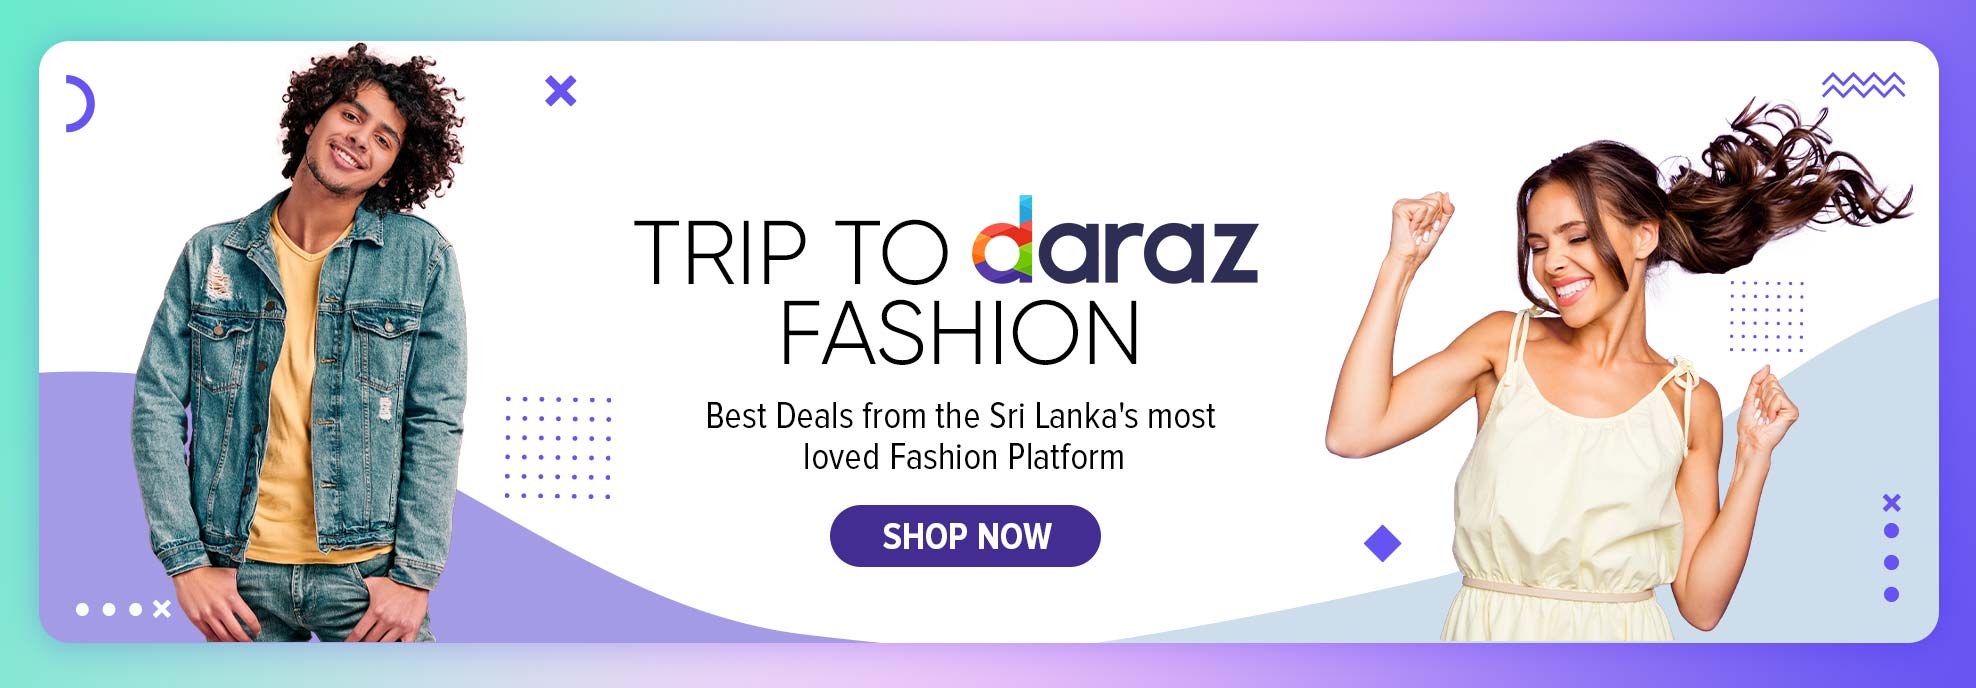 TRIP TO daraz
FASHION
Best Deals from the Sri Lanka's most
loved Fashion Platform
SHOP NOW